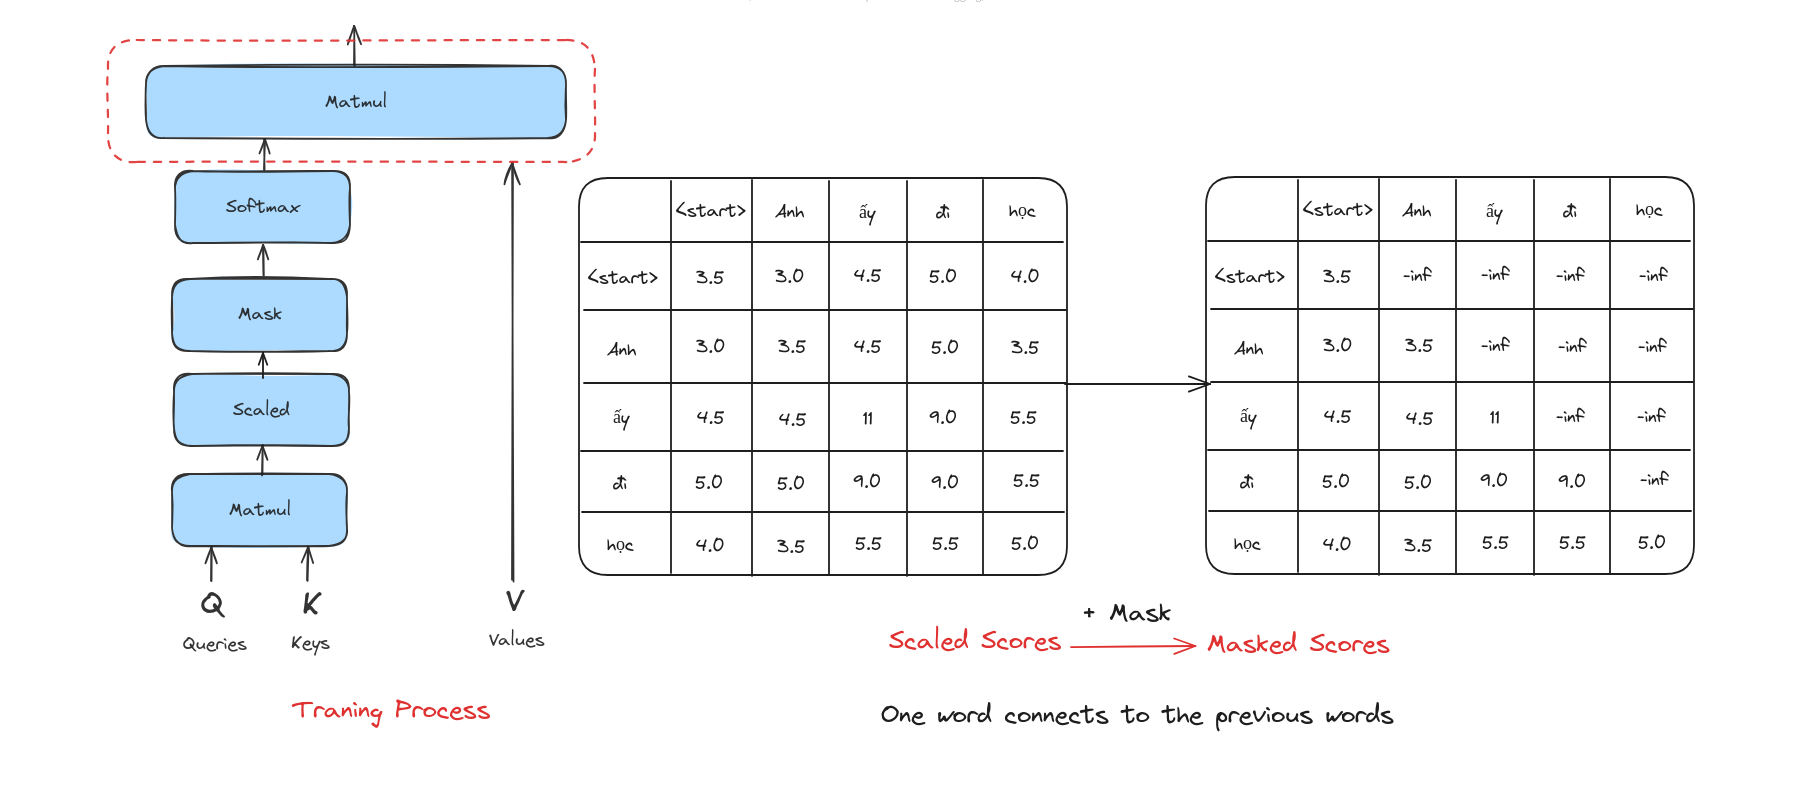 Matmul
Softmax
Mask
Scaled
Matmul
Q K V
Queries Keys Values
Traning Process
<start> Anh ấy đi học
<start> 3.5 3.0 4.5 5.0 4.0
Anh 3.0 3.5 4.5 5.0 3.5
ấy 4.5 4.5 11 9.0 5.5
đi 5.0 5.0 9.0 9.0 5.5
học 4.0 3.5 5.5 5.5 5.0
<start> Anh ấy đi học
<start> 3.5 -inf -inf -inf -inf
Anh 3.0 3.5 -inf -inf -inf
ấy 4.5 4.5 11 -inf -inf
đi 5.0 5.0 9.0 9.0 -inf
học 4.0 3.5 5.5 5.5 5.0
+ Mask
Scaled Scores Masked Scores
One word connects to the previous words